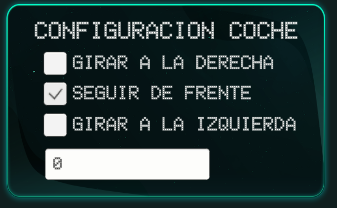 CONFIGURACION COCHE
GIRAR A LA DERECHA
SEGUIR DE FRENTE
GIRAR A LA IZQUIERDA
0